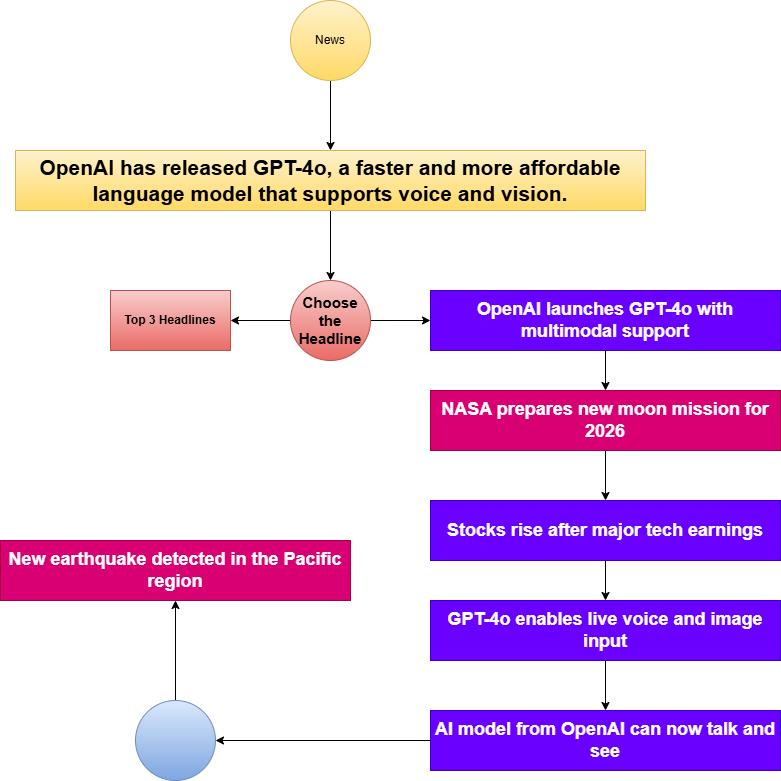 News
OpenAI has released GPT-4o, a faster and more affordable
language model that supports voice and vision.
Choose
the
Headline
Top 3 Headlines
OpenAI launches GPT-4o with
multimodal support
NASA prepares new moon mission for
2026
Stocks rise after major tech earnings
New earthquake detected in the Pacific
region
GPT-4o enables live voice and image
input
AI model from OpenAI can now talk and
see